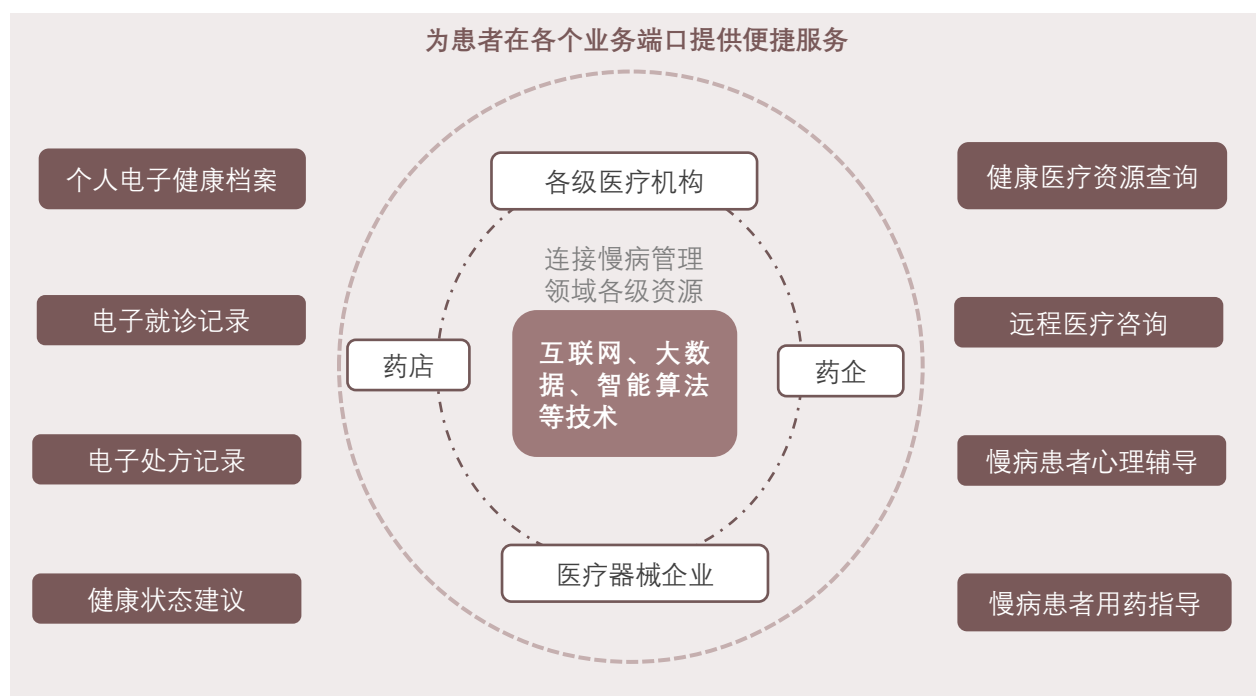 为患者在各个业务端口提供便捷服务
个人电子健康档案
电子就诊记录
电子处方记录
健康状态建议
各级医疗机构
连接慢病管理
领域各级资源
药店
互联网、大数
据、智能算法
等技术
药企
医疗器械企业
健康医疗资源查询
远程医疗咨询
慢病患者心理辅导
慢病患者用药指导